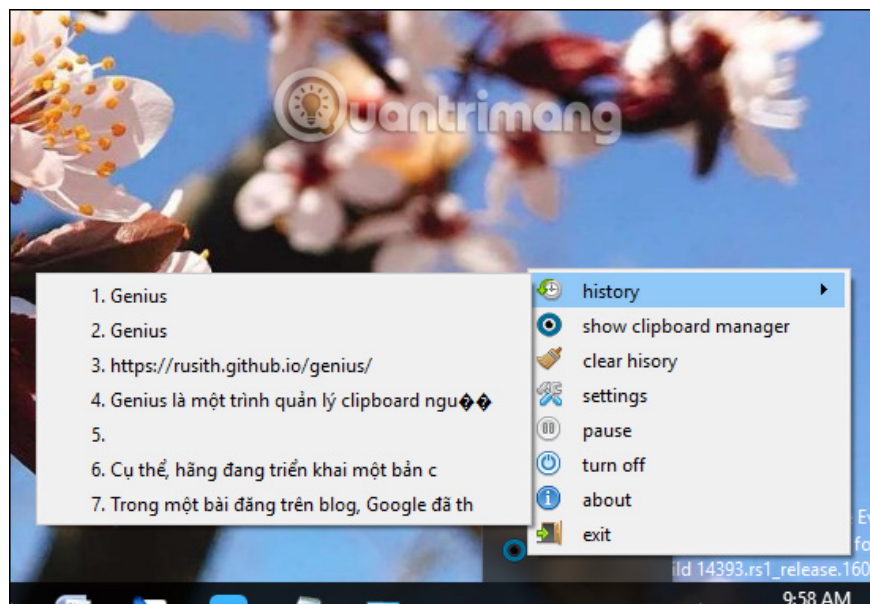 Quantrimang
1. Genius
2. Genius
3. https://rusith.github.io/genius/
4. Genius là một trình quản lý clipboard ngu��
5.
6. Cụ thể, hãng đang triển khai một bản c
7. Trong một bài đăng trên blog, Google đã th
history
show clipboard manager
clear hisory
settings
pause
turn off
about
exit
ild 14393.rs1_release.160
9:58 AM